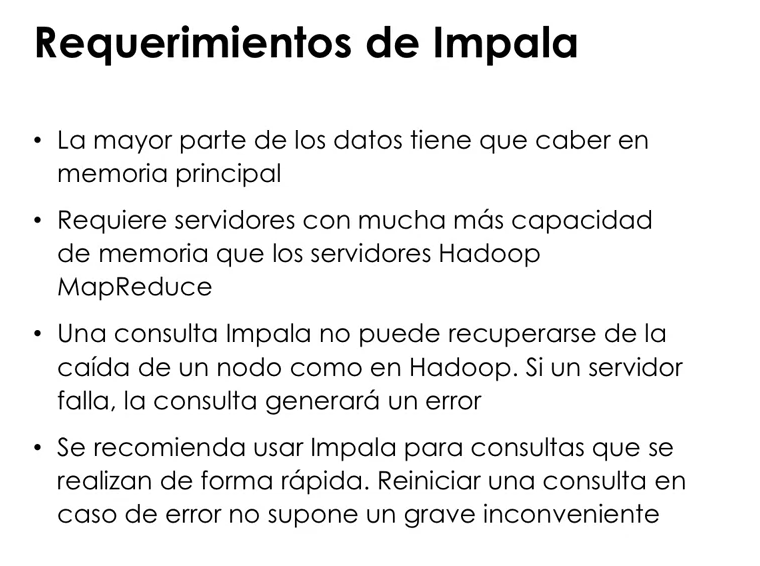 Requerimientos de Impala
• La mayor parte de los datos tiene que caber en
memoria principal
• Requiere servidores con mucha más capacidad
de memoria que los servidores Hadoop
MapReduce
• Una consulta Impala no puede recuperarse de la
caída de un nodo como en Hadoop. Si un servidor
falla, la consulta generará un error
• Se recomienda usar Impala para consultas que se
realizan de forma rápida. Reiniciar una consulta en
caso de error no supone un grave inconveniente